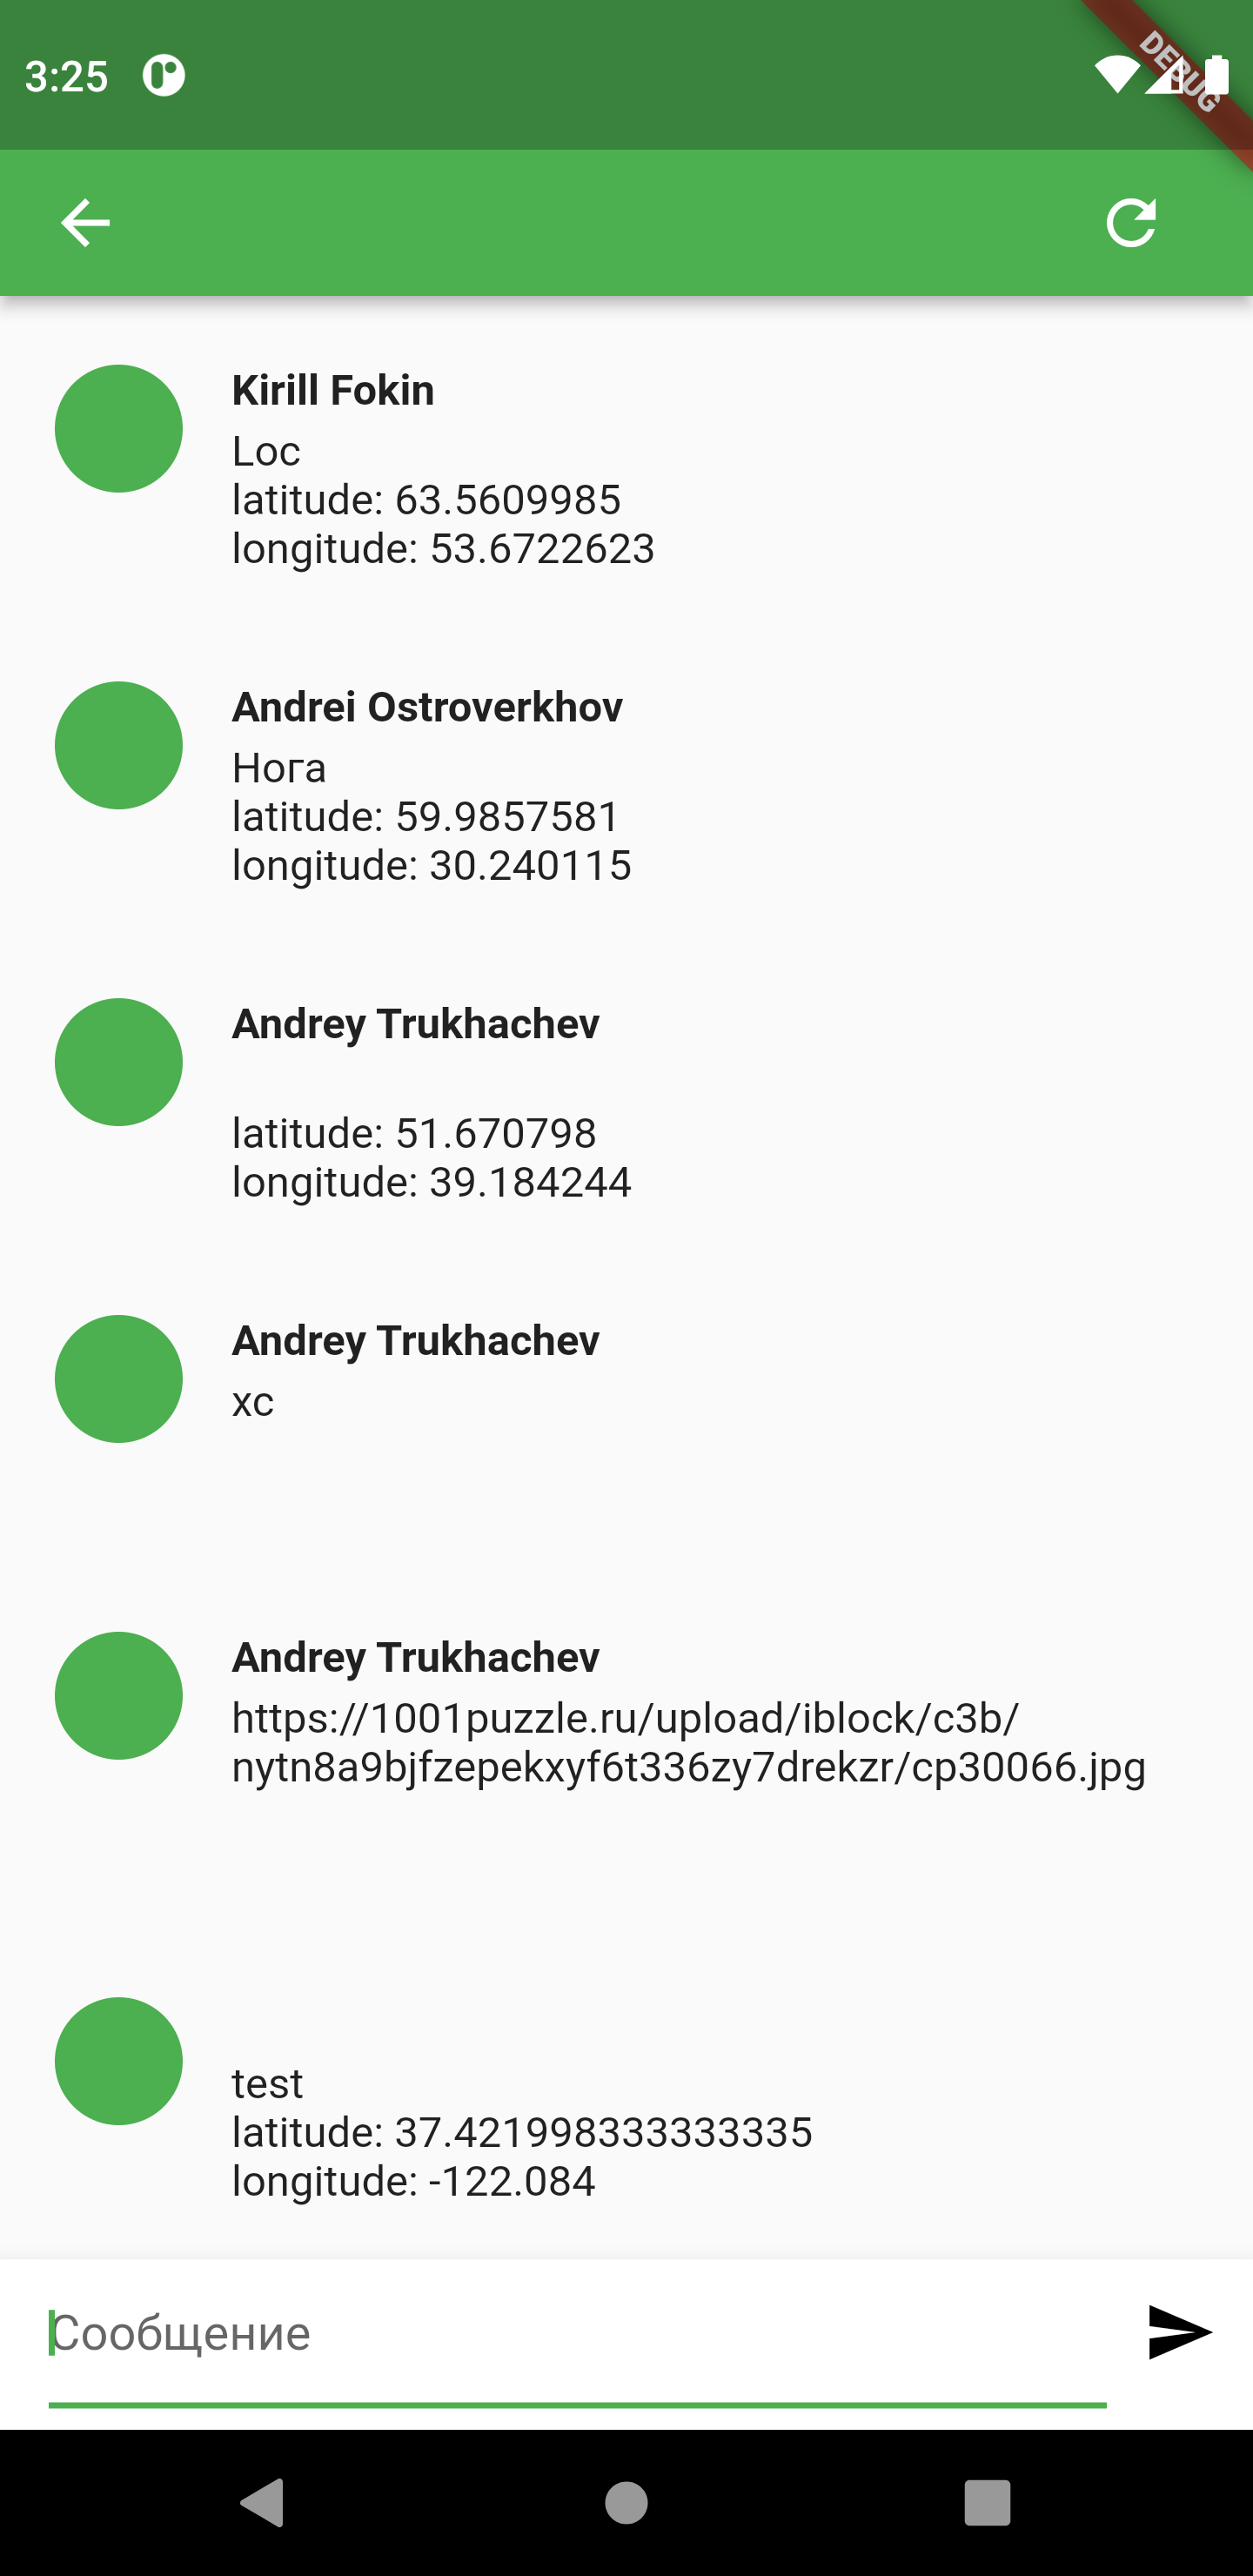 3:25
DEBUG
Kirill Fokin
Loc
latitude: 63.5609985
longitude: 53.6722623
Andrei Ostroverkhov
Нога
latitude: 59.9857581
longitude: 30.240115
Andrey Trukhachev
latitude: 51.670798
longitude: 39.184244
Andrey Trukhachev
хс
Andrey Trukhachev
https://1001puzzle.ru/upload/iblock/c3b/
nytn8a9bjfzepekxyf6t336zy7drekzr/cp30066.jpg
test
latitude: 37.421998333333335
longitude: -122.084
Сообщение